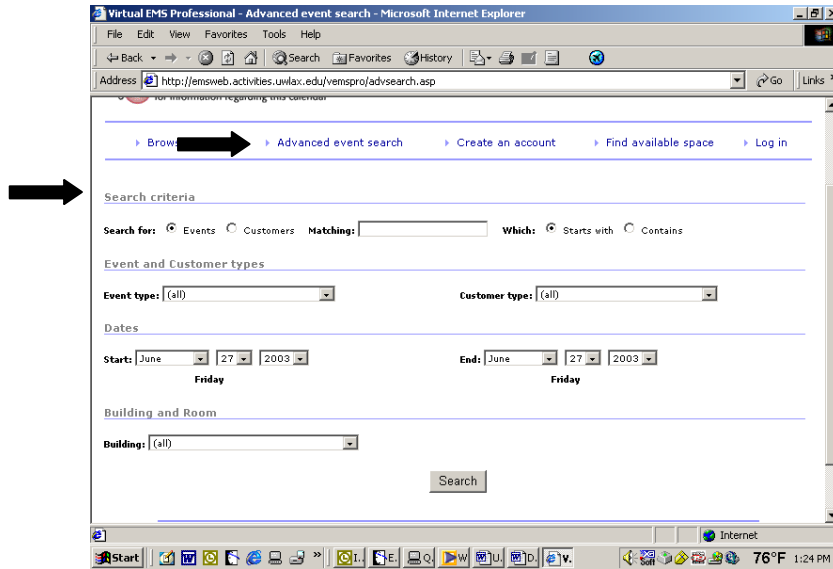 Virtual EMS Professional - Advanced event search - Microsoft Internet Explorer
File Edit View Favorites Tools Help
Back Search Favorites History
Address http://emsweb.activities.uwlax.edu/vemspro/advsearch.asp Go Links
for information regarding this calendar
Brows Advanced event search Create an account Find available space Log in
Search criteria
Search for: Events Customers Matching: Which: Starts with Contains
Event and Customer types
Event type: (all) Customer type: (all)
Dates
Start: June 27 2003 End: June 27 2003
Friday Friday
Building and Room
Building: (all)
Search
Internet
Start I.. E. Q. W U. D. V. 76°F 1:24 PM